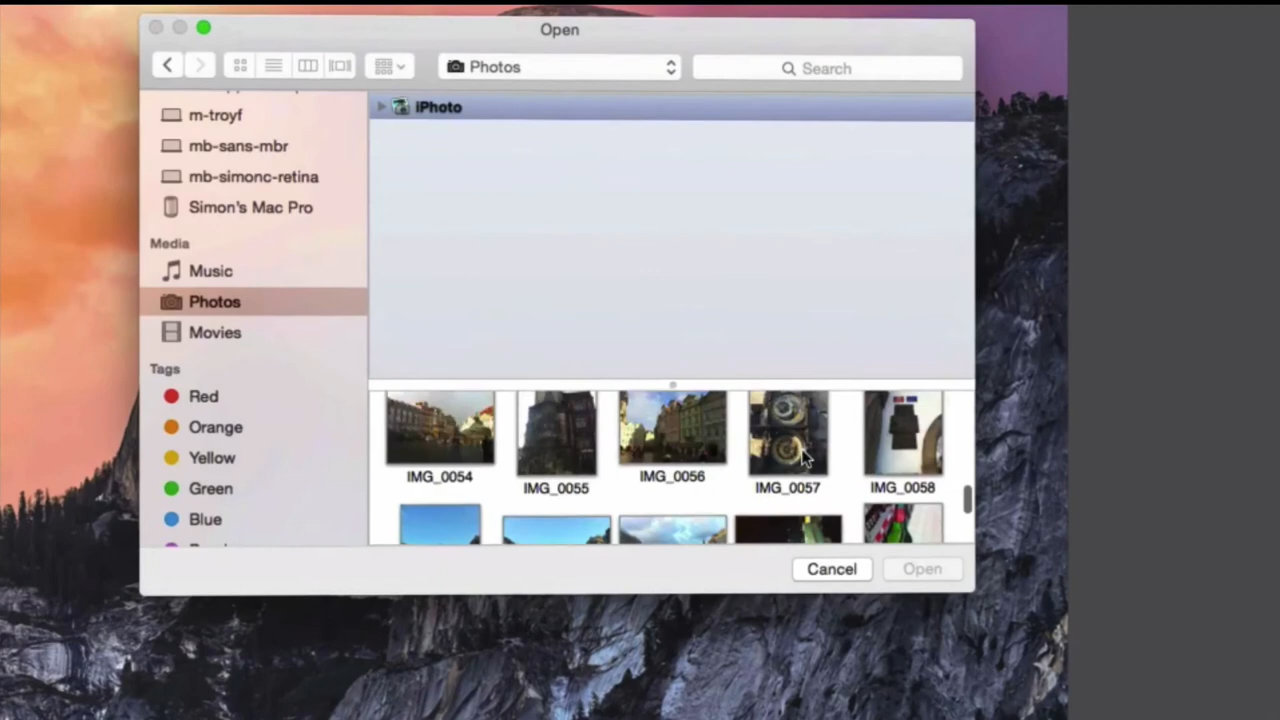 Open
Photos
Search
m-troyf
mb-sans-mbr
mb-simonc-retina
Simon's Mac Pro
Media
Music
Photos
Movies
Tags
Red
Orange
Yellow
Green
Blue
iPhoto
IMG_0054
IMG_0055
IMG_0056
IMG_0057
IMG_0058
Cancel
Open